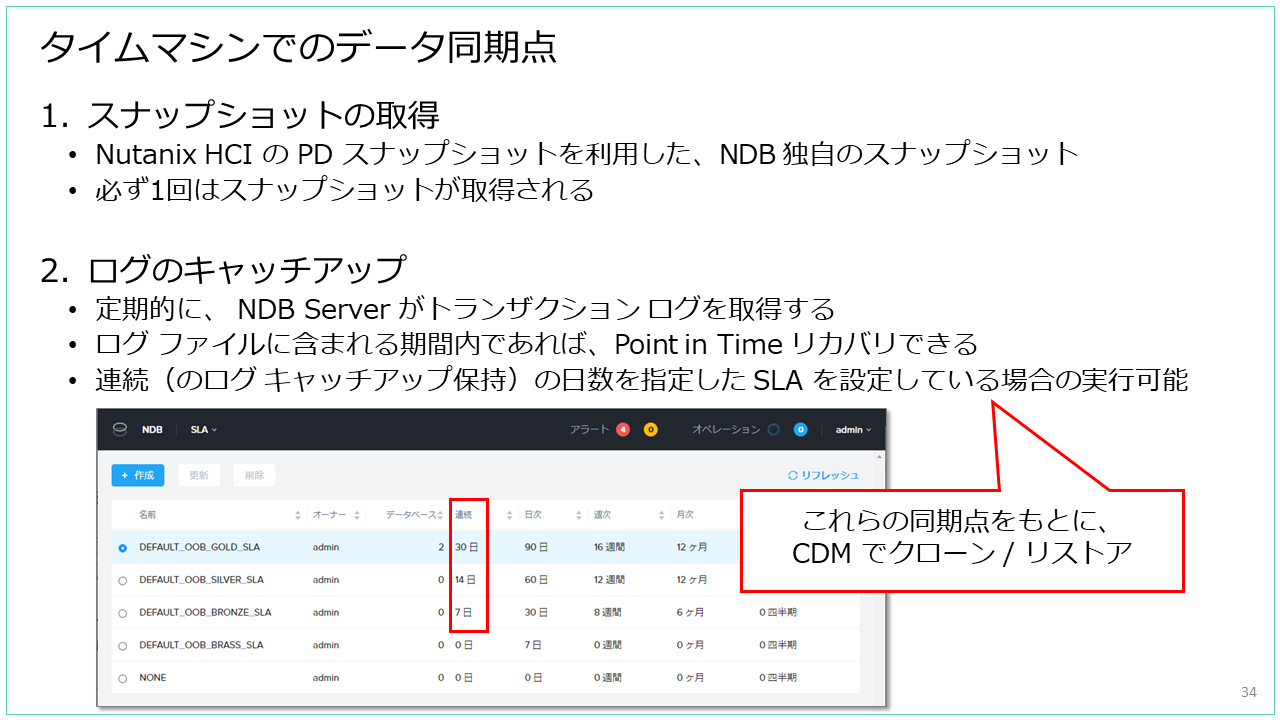 タイムマシンでのデータ同期点
1. スナップショットの取得
• Nutanix HCI の PD スナップショットを利用した、NDB 独自のスナップショット
• 必ず1回はスナップショットが取得される
2. ログのキャッチアップ
• 定期的に、 NDB Server がトランザクション ログを取得する
• ログ ファイルに含まれる期間内であれば、Point in Time リカバリできる
• 連続（のログ キャッチアップ保持）の日数を指定した SLA を設定している場合の実行可能
NDB SLA アラート 4 0 オペレーション 0 admin
+ 作成 更新 削除 リフレッシュ
名前 オーナー データベース 連続 日次 週次 月次
DEFAULT_OOB_GOLD_SLA admin 2 30 日 90 日 16 週間 12 ヶ月
DEFAULT_OOB_SILVER_SLA admin 0 14 日 60 日 12 週間 12 ヶ月
DEFAULT_OOB_BRONZE_SLA admin 0 7 日 30 日 8 週間 6 ヶ月 0 四半期
DEFAULT_OOB_BRASS_SLA admin 0 0 日 7 日 0 週間 0 ヶ月 0 四半期
NONE admin 0 0 日 0 日 0 週間 0 ヶ月 0 四半期
これらの同期点をもとに、
CDM でクローン / リストア
34